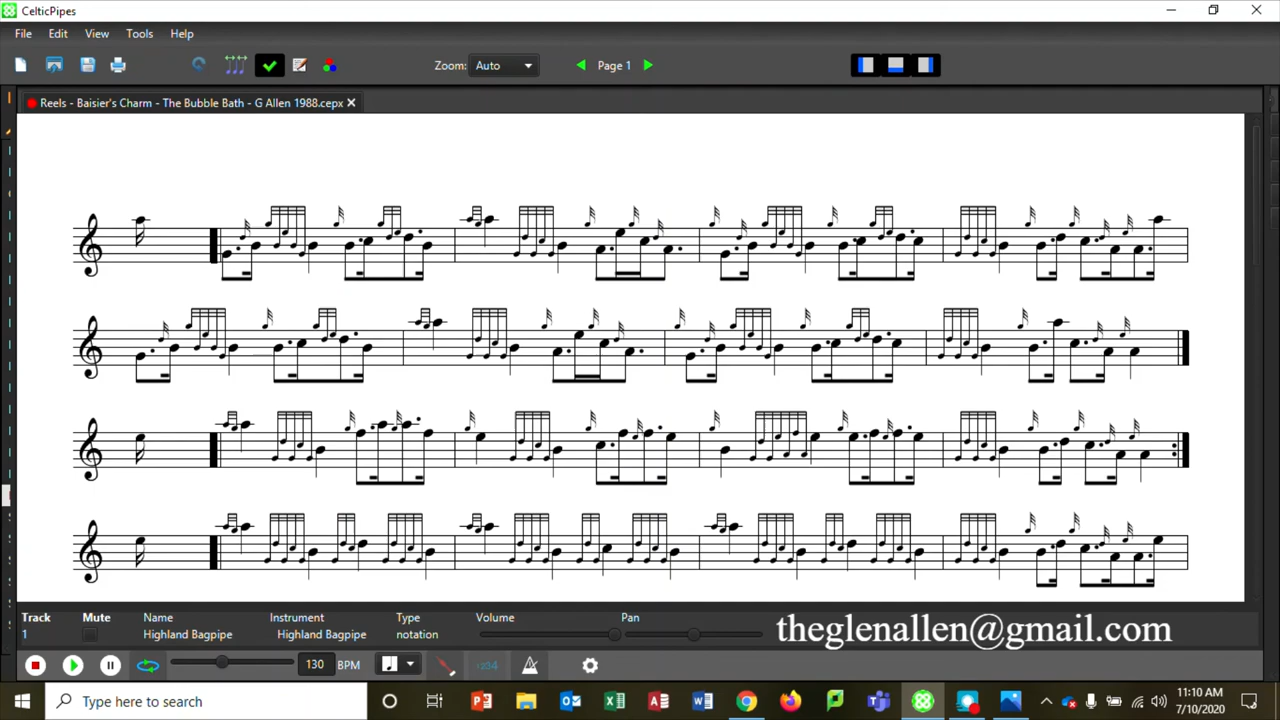 CelticPipes
File Edit View Tools Help
Zoom: Auto Page 1
Reels - Baisier's Charm - The Bubble Bath - G Allen 1988.cepx
Track Mute Name Instrument Type Volume Pan
1 Highland Bagpipe Highland Bagpipe notation
theglenallen@gmail.com
130 BPM 1234
Type here to search
11:10 AM
7/10/2020